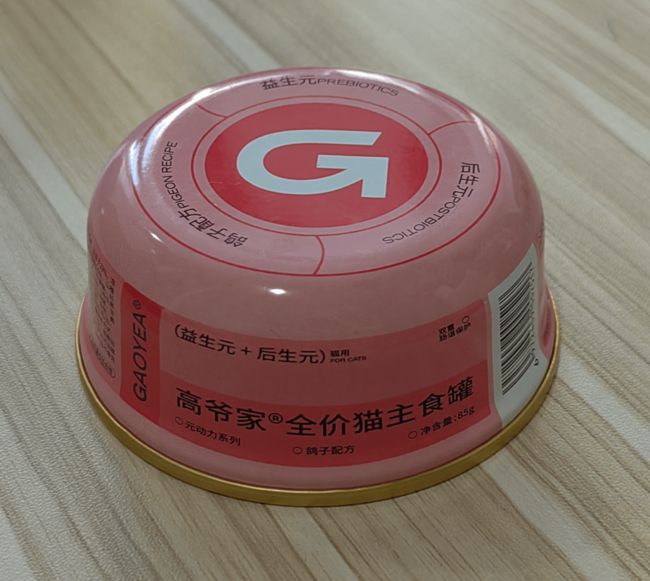 益生元PREBIOTICS
G
鸽子配方PIGEON RECIPE
后生元POSTBIOTICS
GAOYEA®
(益生元+后生元) 猫用
FOR CATS
双重
肠道保护
高爷家®全价猫主食罐
元动力系列
鸽子配方
净含量:85g